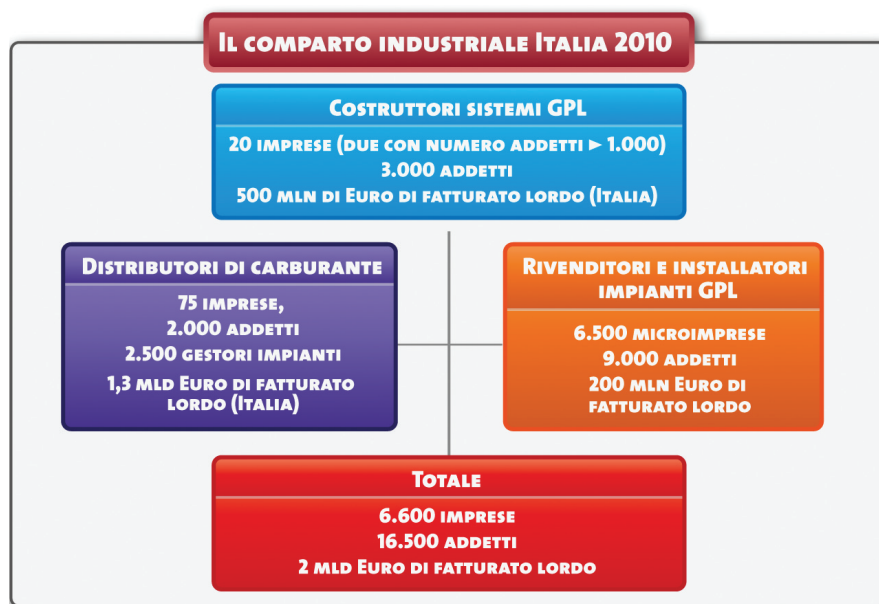 Il comparto industriale Italia 2010
Costruttori sistemi GPL
20 imprese (due con numero addetti ► 1.000)
3.000 addetti
500 mln di Euro di fatturato lordo (Italia)
Distributori di carburante
75 imprese,
2.000 addetti
2.500 gestori impianti
1,3 mld Euro di fatturato
lordo (Italia)
Rivenditori e installatori
impianti GPL
6.500 microimprese
9.000 addetti
200 mln Euro di
fatturato lordo
Totale
6.600 imprese
16.500 addetti
2 mld Euro di fatturato lordo